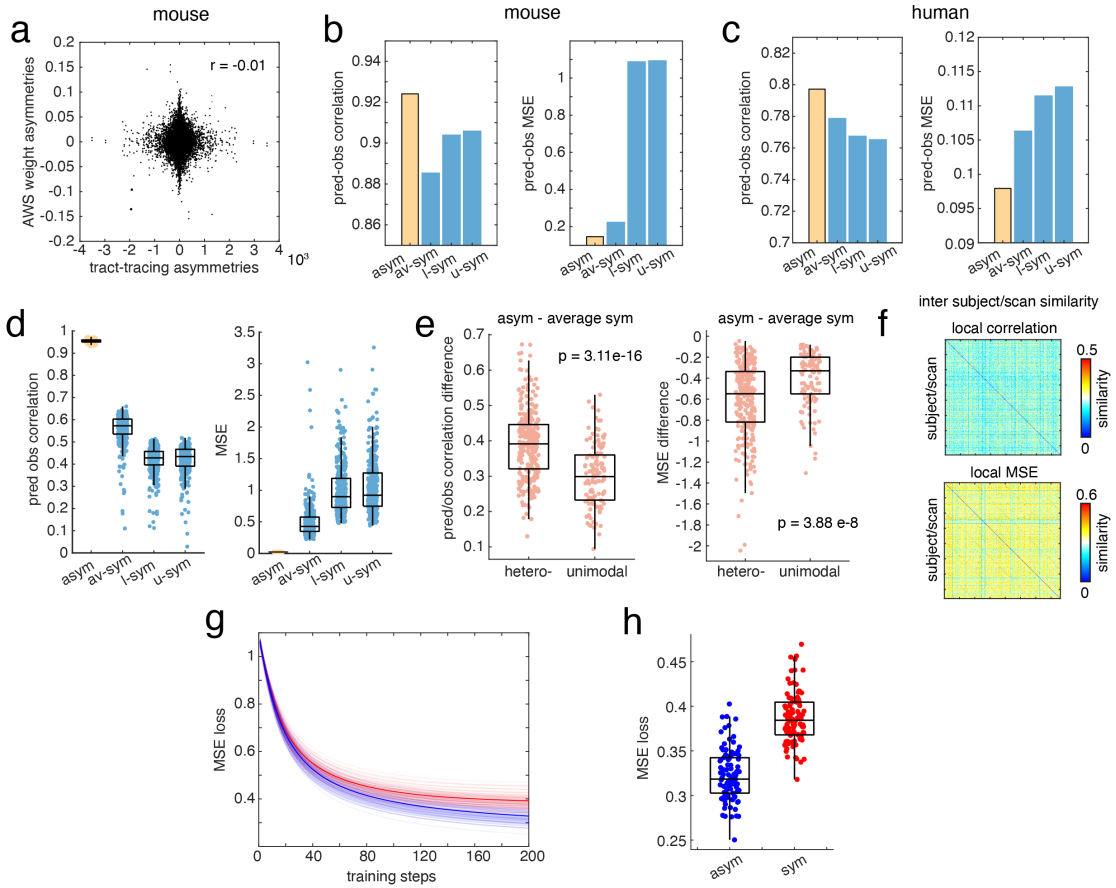 mouse
a
0.2
0.15
0.1
0.05
0
-0.05
-0.1
-0.15
-0.2
AWS weight asymmetries
r = -0.01
-4
-2
-1
0
1
2
3
4
10³
tract-tracing asymmetries
mouse
b
0.94
0.92
0.9
0.88
0.86
pred-obs correlation
asym
av-sym
l-sym
u-sym
1
0.8
0.6
0.4
0.2
pred-obs MSE
asym
av-sym
l-sym
u-sym
human
c
0.82
0.8
0.78
0.76
0.74
0.72
0.7
pred-obs correlation
asym
av-sym
l-sym
u-sym
0.12
0.115
0.11
0.105
0.1
0.095
0.09
pred-obs MSE
asym
av-sym
l-sym
u-sym
d
1
0.9
0.8
0.7
0.6
0.5
0.4
0.3
0.2
0.1
0
pred obs correlation
asym
av-sym
l-sym
u-sym
3.5
3
2.5
2
1.5
1
0.5
0
MSE
asym
av-sym
l-sym
u-sym
e
asym - average sym
0.7
0.6
0.5
0.4
0.3
0.2
0.1
pred/obs correlation difference
p = 3.11e-16
hetero-
unimodal
asym - average sym
0
-0.2
-0.4
-0.6
-0.8
-1
-1.2
-1.4
-1.6
-1.8
-2
MSE difference
p = 3.88 e-8
hetero-
unimodal
f
inter subject/scan similarity
local correlation
subject/scan
0.5
similarity
0
local MSE
subject/scan
0.6
similarity
0
g
1
0.8
0.6
0.4
MSE loss
0
40
80
120
160
200
training steps
h
0.45
0.4
0.35
0.3
0.25
MSE loss
asym
sym